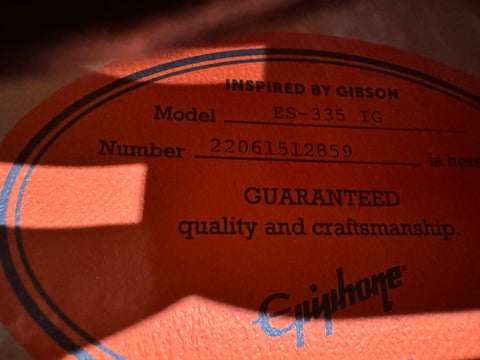 INSPIRED BY GIBSON
Model ES-335 IG
Number 22061512859 is here
GUARANTEED
quality and craftsmanship.
Epiphone